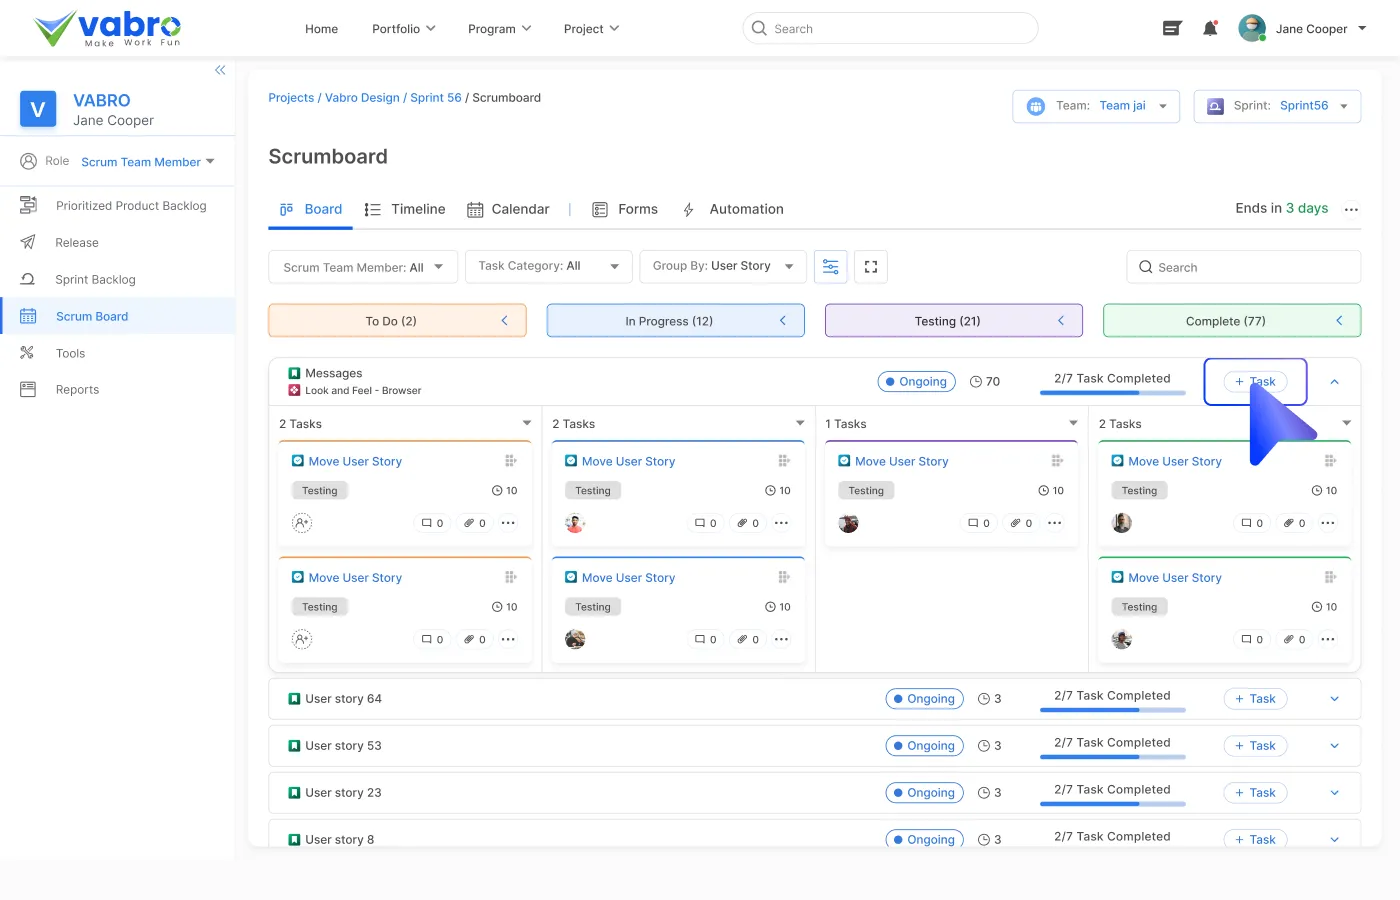 vabro
Make Work Fun
Home
Portfolio
Program
Project
Search
Jane Cooper
V
VABRO
Jane Cooper
Role
Scrum Team Member
Prioritized Product Backlog
Release
Sprint Backlog
Scrum Board
Tools
Reports
Projects / Vabro Design / Sprint 56 / Scrumboard
Team: Team jai
Sprint: Sprint56
Scrumboard
Board
Timeline
Calendar
Forms
Automation
Ends in 3 days
Scrum Team Member: All
Task Category: All
Group By: User Story
Search
To Do (2)
In Progress (12)
Testing (21)
Complete (77)
Messages
Look and Feel - Browser
Ongoing
70
2/7 Task Completed
+ Task
2 Tasks
2 Tasks
1 Tasks
2 Tasks
Move User Story
Testing
10
0
0
Move User Story
Testing
10
0
0
Move User Story
Testing
10
0
0
Move User Story
Testing
10
0
0
Move User Story
Testing
10
0
0
Move User Story
Testing
10
0
0
Move User Story
Testing
10
0
0
User story 64
Ongoing
3
2/7 Task Completed
+ Task
User story 53
Ongoing
3
2/7 Task Completed
+ Task
User story 23
Ongoing
3
2/7 Task Completed
+ Task
User story 8
Ongoing
3
2/7 Task Completed
+ Task